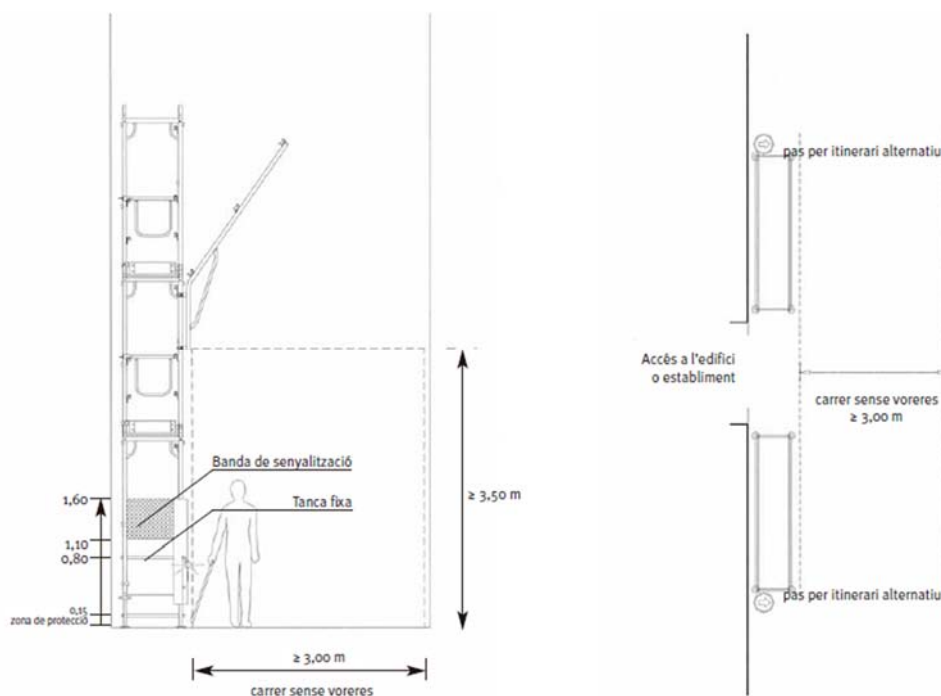 Banda de senyalització
Tanca fixa
1,60
1,10
0,80
0,15
zona de protecció
≥ 3,50 m
≥ 3,00 m
carrer sense voreres
pas per itinerari alternatiu
Accès a l'edifici
o establiment
carrer sense voreres
≥ 3,00 m
pas per itinerari alternatiu